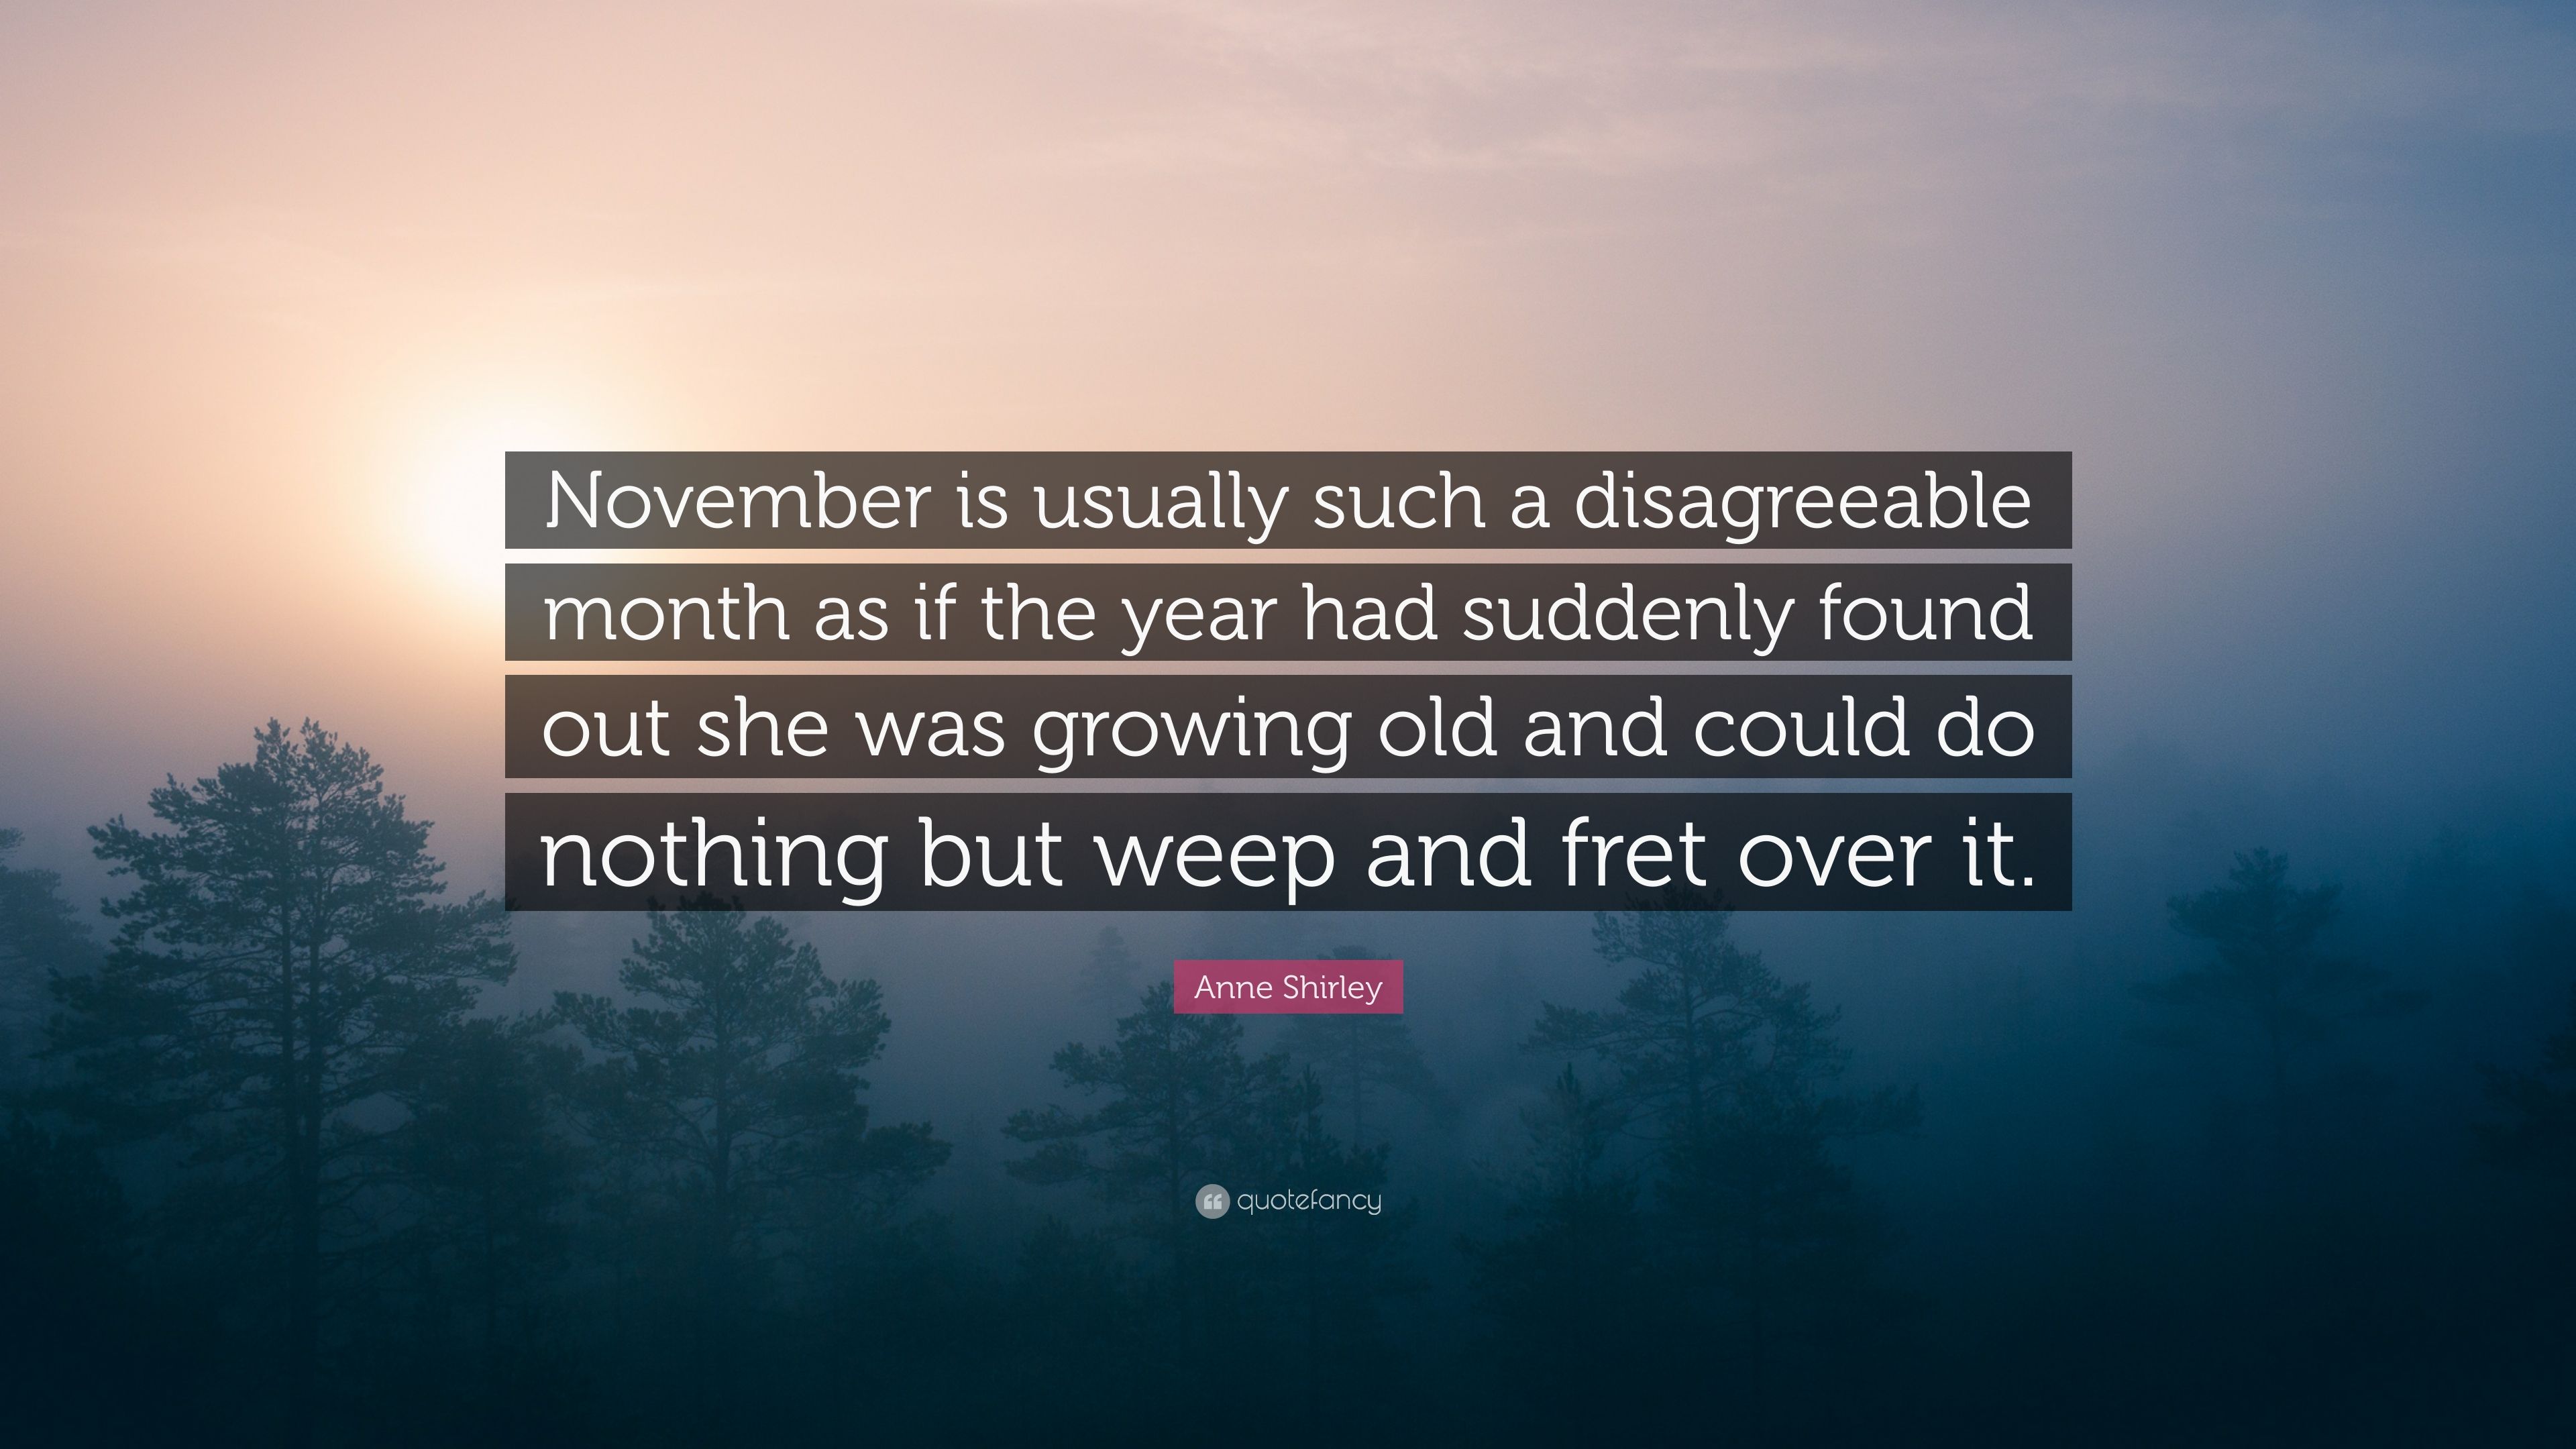 November is usually such a disagreeable
month as if the year had suddenly found
out she was growing old and could do
nothing but weep and fret over it.
Anne Shirley
quotefancy